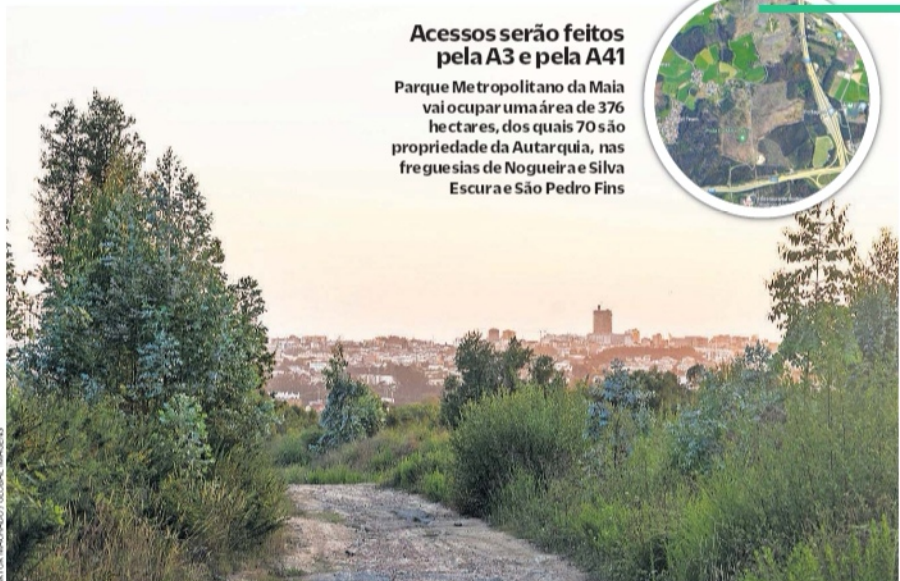 Acessos serão feitos
pela A3 e pela A41
Parque Metropolitano da Maia
vai ocupar uma área de 376
hectares, dos quais 70 são
propriedade da Autarquia, nas
freguesias de Nogueira e Silva
Escura e São Pedro Fins